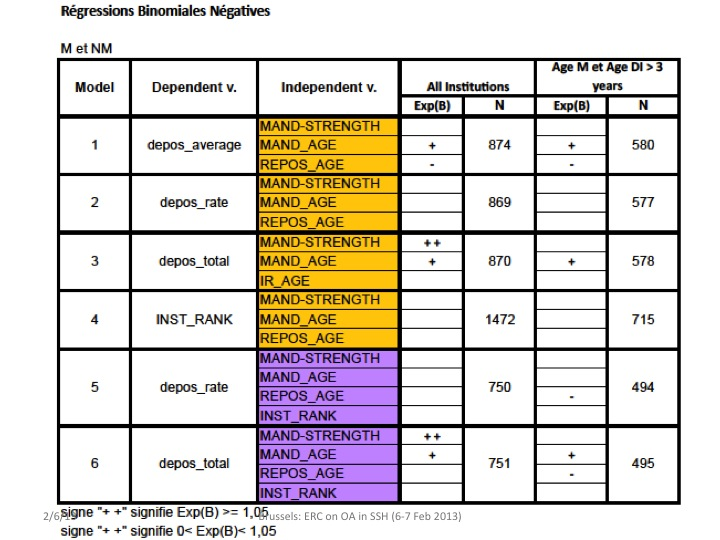 Régressions Binomiales Négatives
M et NM
Model Dependent v. Independent v. All Institutions Age M et Age DI > 3 years
Exp(B) N Exp(B) N
MAND-STRENGTH
1 depos_average MAND_AGE + 874 + 580
REPOS_AGE - -
MAND-STRENGTH
2 depos_rate MAND_AGE 869 577
REPOS_AGE
MAND-STRENGTH ++
3 depos_total MAND_AGE + 870 + 578
IR_AGE
MAND-STRENGTH
4 INST_RANK MAND_AGE 1472 715
REPOS_AGE
MAND-STRENGTH
MAND_AGE
5 depos_rate REPOS_AGE 750 - 494
INST_RANK
MAND-STRENGTH ++
MAND_AGE + +
6 depos_total REPOS_AGE 751 - 495
INST_RANK
signe "+ +" signifie Exp(B) >= 1,05
Brussels: ERC on OA in SSH (6-7 Feb 2013)
signe "+ +" signifie 0< Exp(B)< 1,05